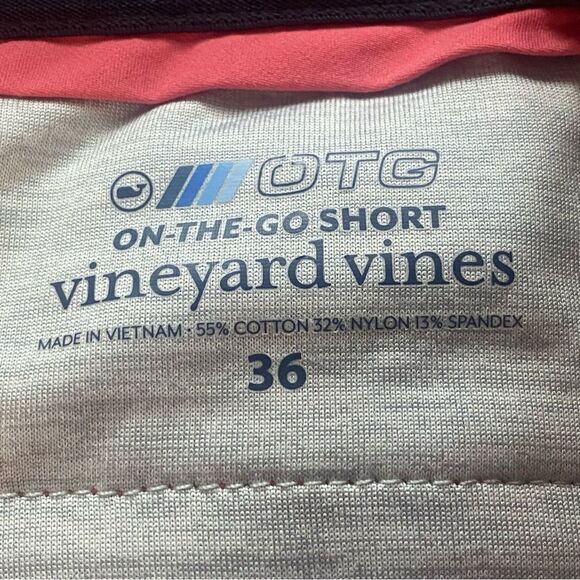 OTG
ON-THE-GO SHORT
vineyard vines
MADE IN VIETNAM • 55% COTTON 32% NYLON 13% SPANDEX
36